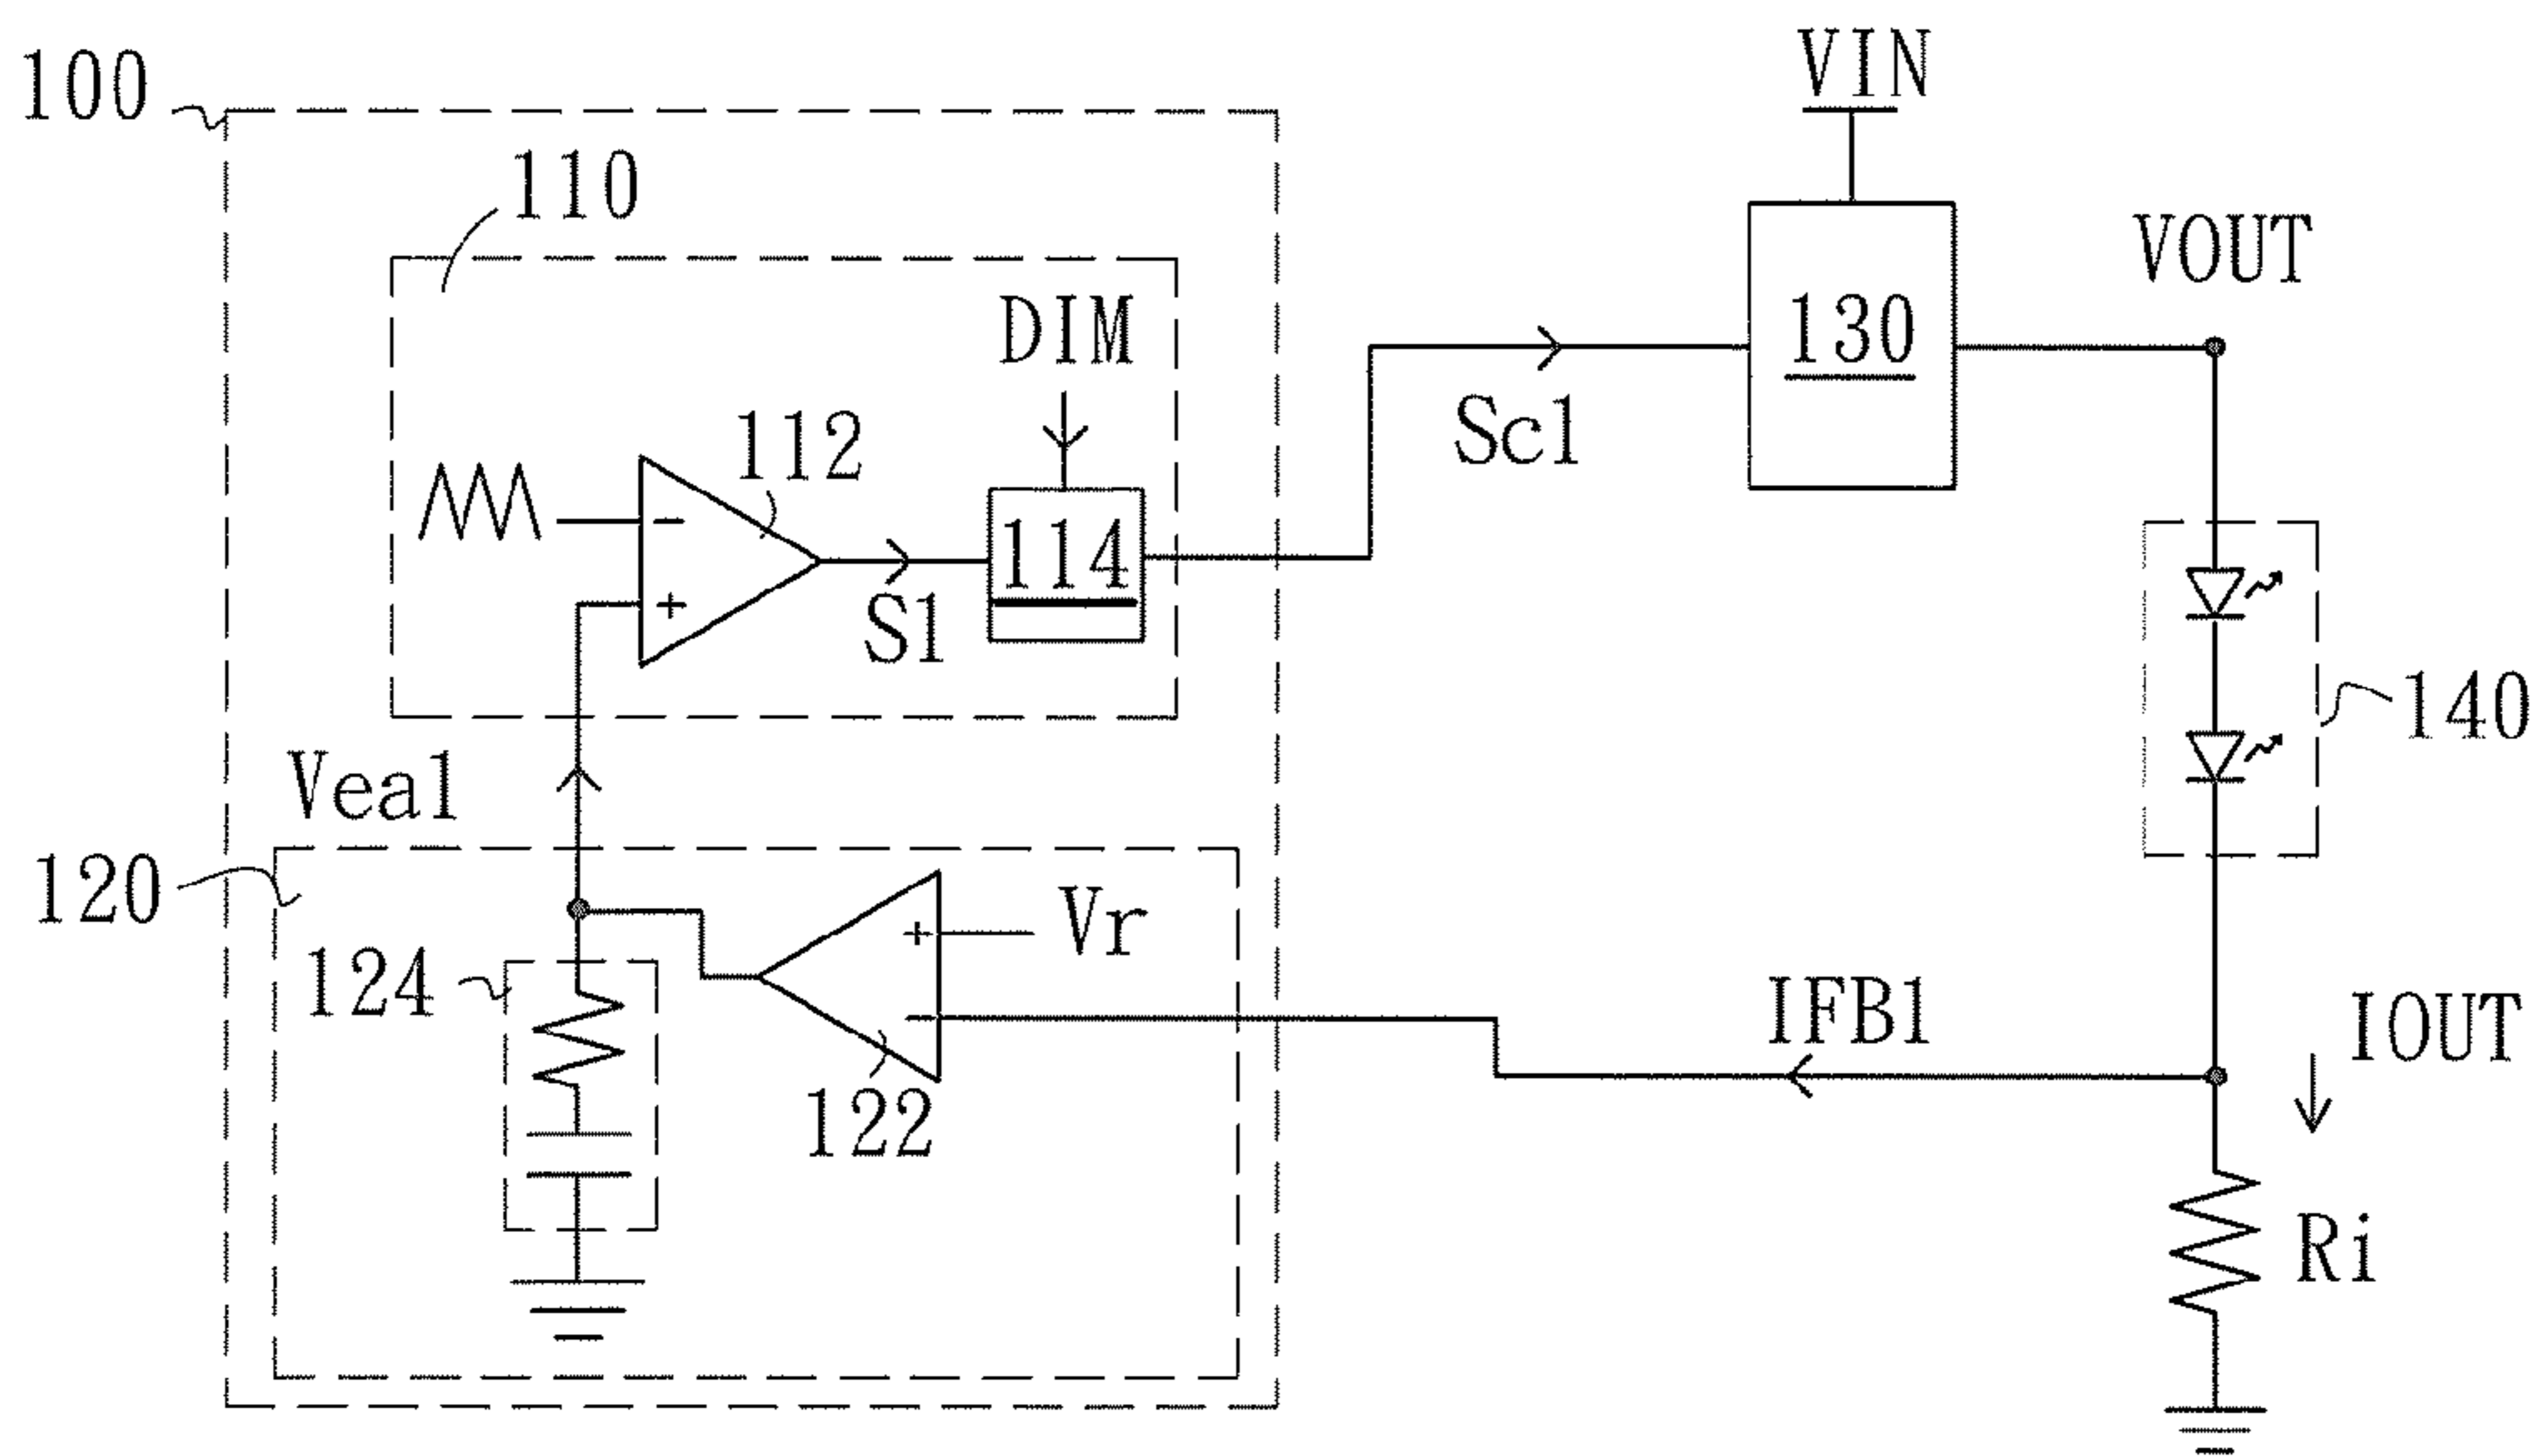 100
VIN
110
VOUT
DIM
130
112
Sc1
114
S1
140
Vea1
120
Vr
124
IFB1
IOUT
122
Ri